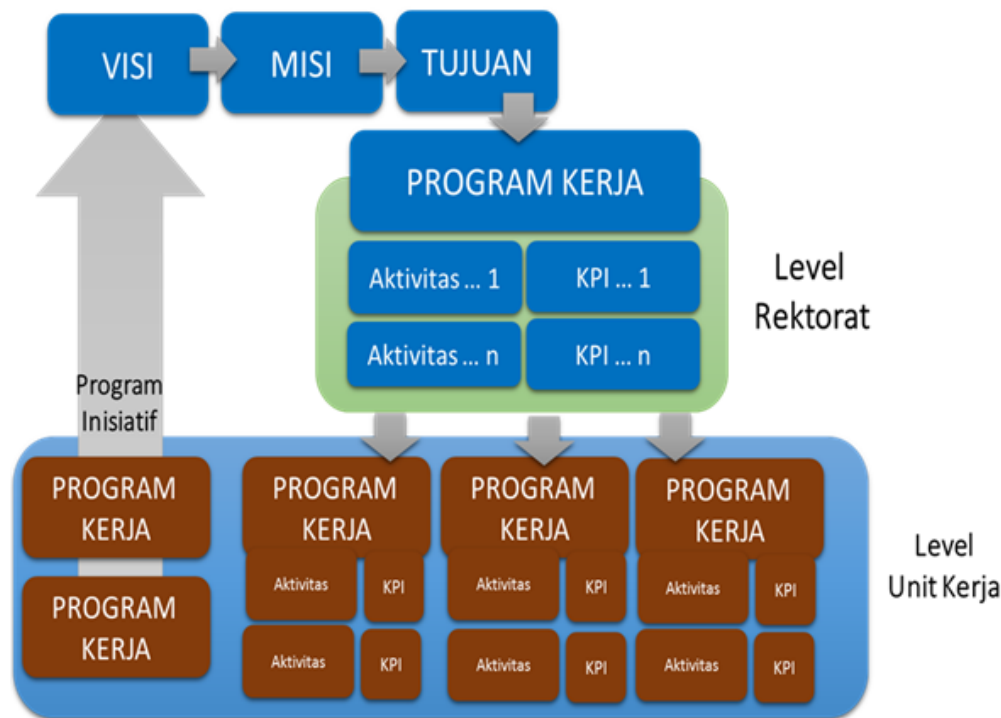 VISI
MISI
TUJUAN
PROGRAM KERJA
Aktivitas ... 1
KPI ... 1
Aktivitas ... n
KPI ... n
Level
Rektorat
Program
Inisiatif
PROGRAM
KERJA
PROGRAM
KERJA
PROGRAM
KERJA
Aktivitas
KPI
Aktivitas
KPI
PROGRAM
KERJA
Aktivitas
KPI
Aktivitas
KPI
PROGRAM
KERJA
Aktivitas
KPI
Aktivitas
KPI
Level
Unit Kerja